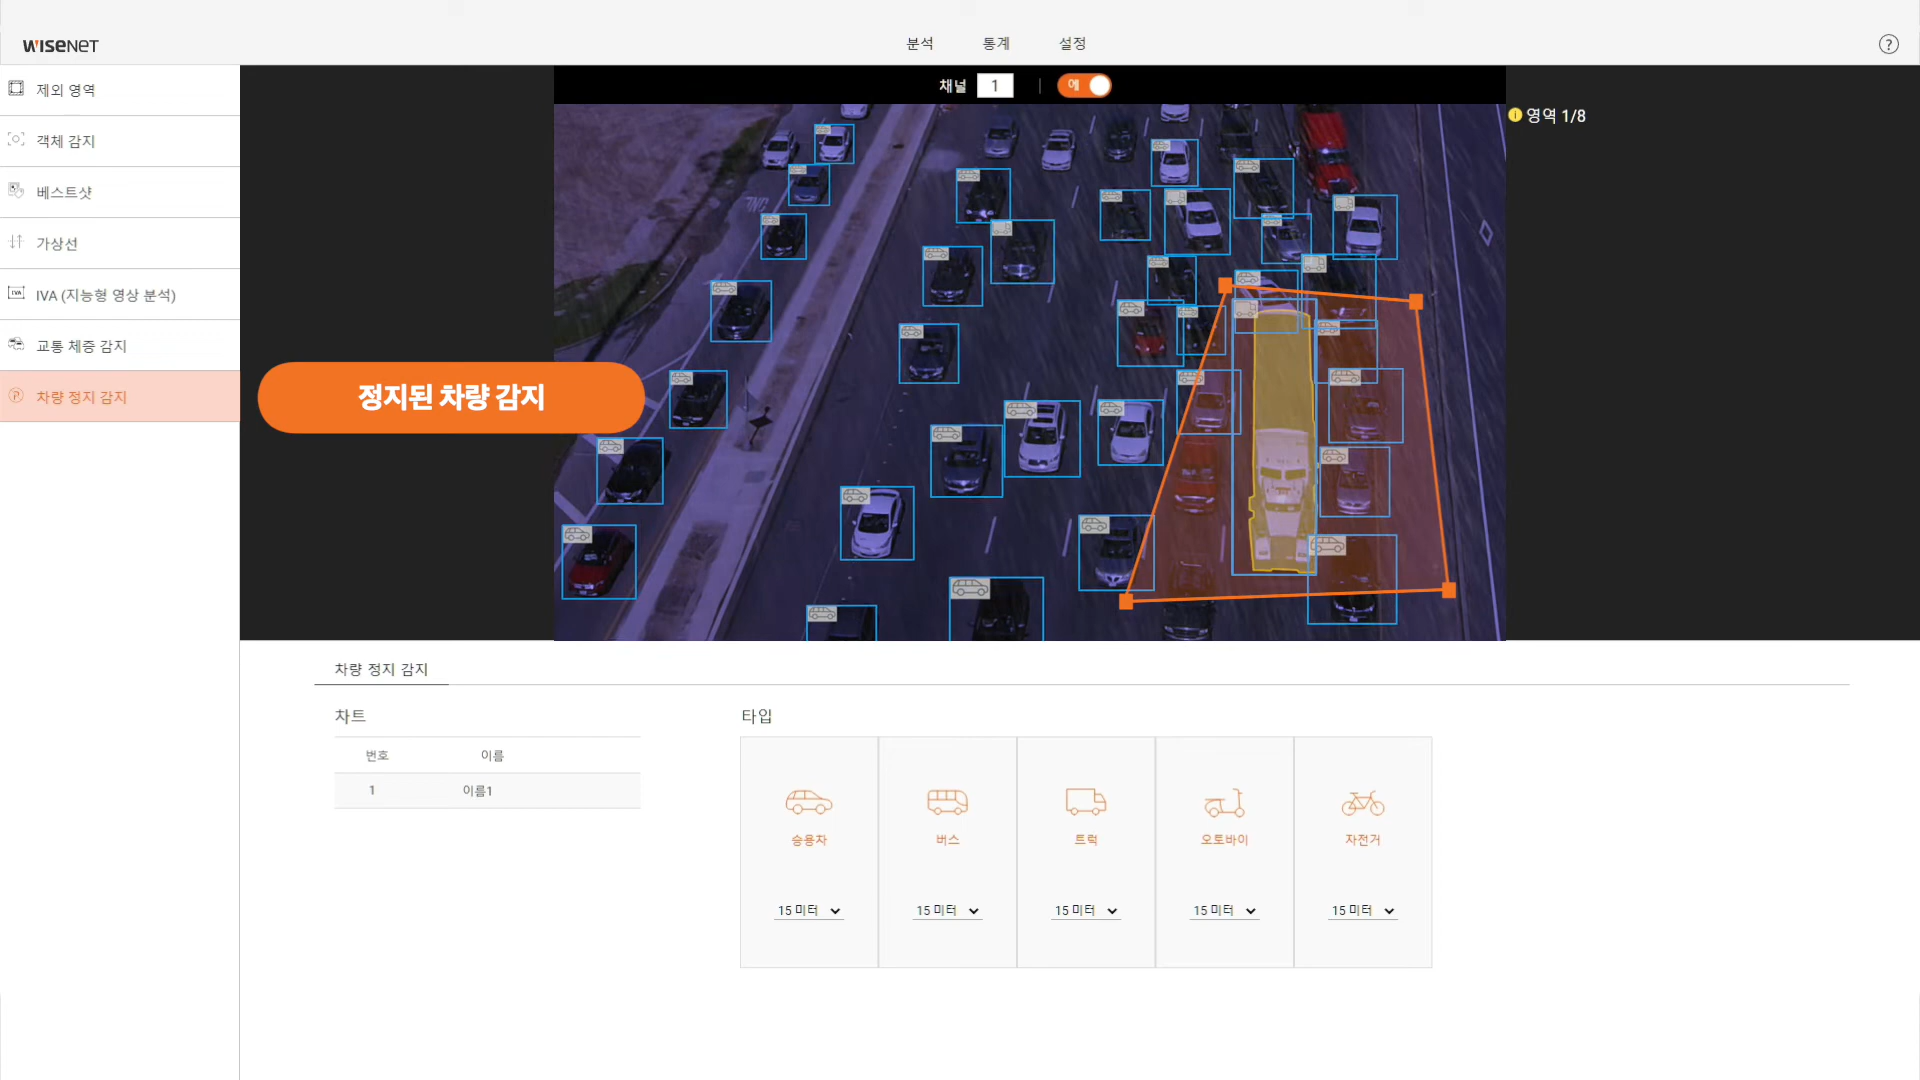 WISENET
분석 통계 설정
?
제외 영역
객체 감지
베스트샷
가상선
IVA IVA (지능형 영상 분석)
교통 체증 감지
P 차량 정지 감지
채널 1 | 예
영역 1/8
정지된 차량 감지
차량 정지 감지
차트
번호 이름
1 이름1
타입
승용차 버스 트럭 오토바이 자전거
15 미터 15 미터 15 미터 15 미터 15 미터